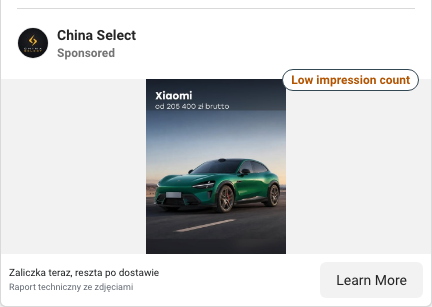 China Select
Sponsored
Low impression count
Xiaomi
od 205 400 zł brutto
Zaliczka teraz, reszta po dostawie
Raport techniczny ze zdjęciami
Learn More